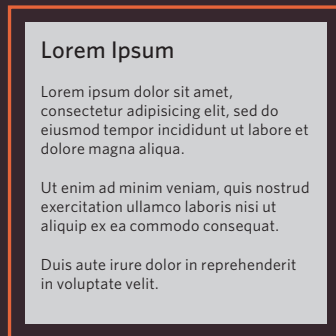 Lorem Ipsum
Lorem ipsum dolor sit amet,
consectetur adipisicing elit, sed do
eiusmod tempor incididunt ut labore et
dolore magna aliqua.
Ut enim ad minim veniam, quis nostrud
exercitation ullamco laboris nisi ut
aliquip ex ea commodo consequat.
Duis aute irure dolor in reprehenderit
in voluptate velit.